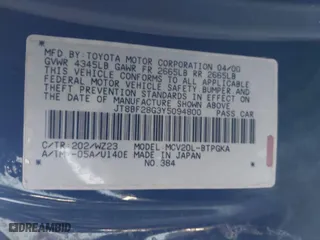 MFD BY: TOYOTA MOTOR CORPORATION 04/00
GVWR 4345LB GAWR FR 2665LB RR 2665LB
THIS VEHICLE CONFORMS TO ALL APPLICABLE
FEDERAL MOTOR VEHICLE SAFETY, BUMPER, AND
THEFT PREVENTION STANDARDS IN EFFECT ON
THE DATE OF MANUFACTURE SHOWN ABOVE.
JT8BF28G3Y5094800 PASS. CAR
C/TR: 202/WZ23 MODEL: MCV20L-BTPGKA
A/TM: -05A/U140E MADE IN JAPAN
NO.384
AUTOBIDMASTER